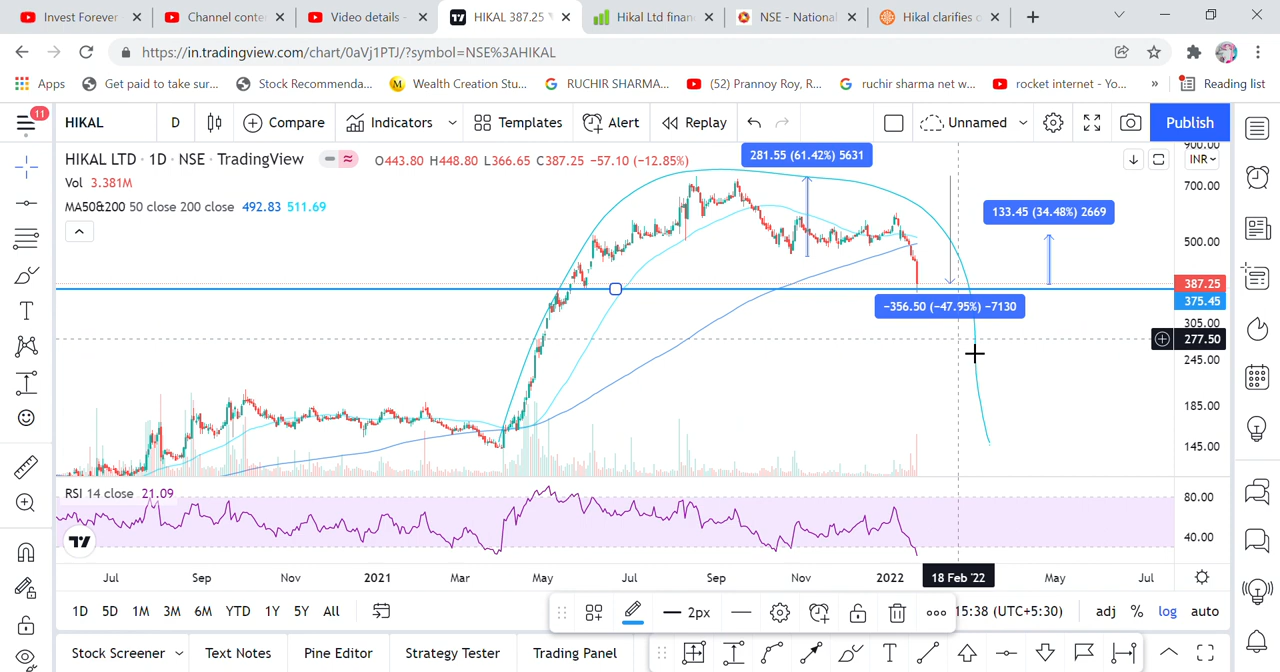 Invest Forever
Channel conte
Video details -
HIKAL 387.25
Hikal Ltd finan
NSE - National
Hikal clarifies o
https://in.tradingview.com/chart/0aVj1PTJ/?symbol=NSE%3AHIKAL
Apps
Get paid to take sur...
Stock Recommenda...
Wealth Creation Stu...
RUCHIR SHARMA...
(52) Prannoy Roy, R...
ruchir sharma net w...
rocket internet - Yo...
»
Reading list
11
HIKAL
D
Compare
Indicators
Templates
Alert
Replay
Unnamed
Publish
HIKAL LTD • 1D • NSE • TradingView
O443.80 H448.80 L366.65 C387.25 −57.10 (−12.85%)
Vol 3.381M
MA50&200 50 close 200 close 492.83 511.69
281.55 (61.42%) 5631
133.45 (34.48%) 2669
−356.50 (−47.95%) −7130
INR
900.00
700.00
500.00
387.25
375.45
305.00
277.50
245.00
185.00
145.00
RSI 14 close 21.09
80.00
40.00
Jul
Sep
Nov
2021
Mar
May
Jul
Sep
Nov
2022
18 Feb '22
May
Jul
1D
5D
1M
3M
6M
YTD
1Y
5Y
All
2px
15:38 (UTC+5:30)
adj
%
log
auto
Stock Screener
Text Notes
Pine Editor
Strategy Tester
Trading Panel